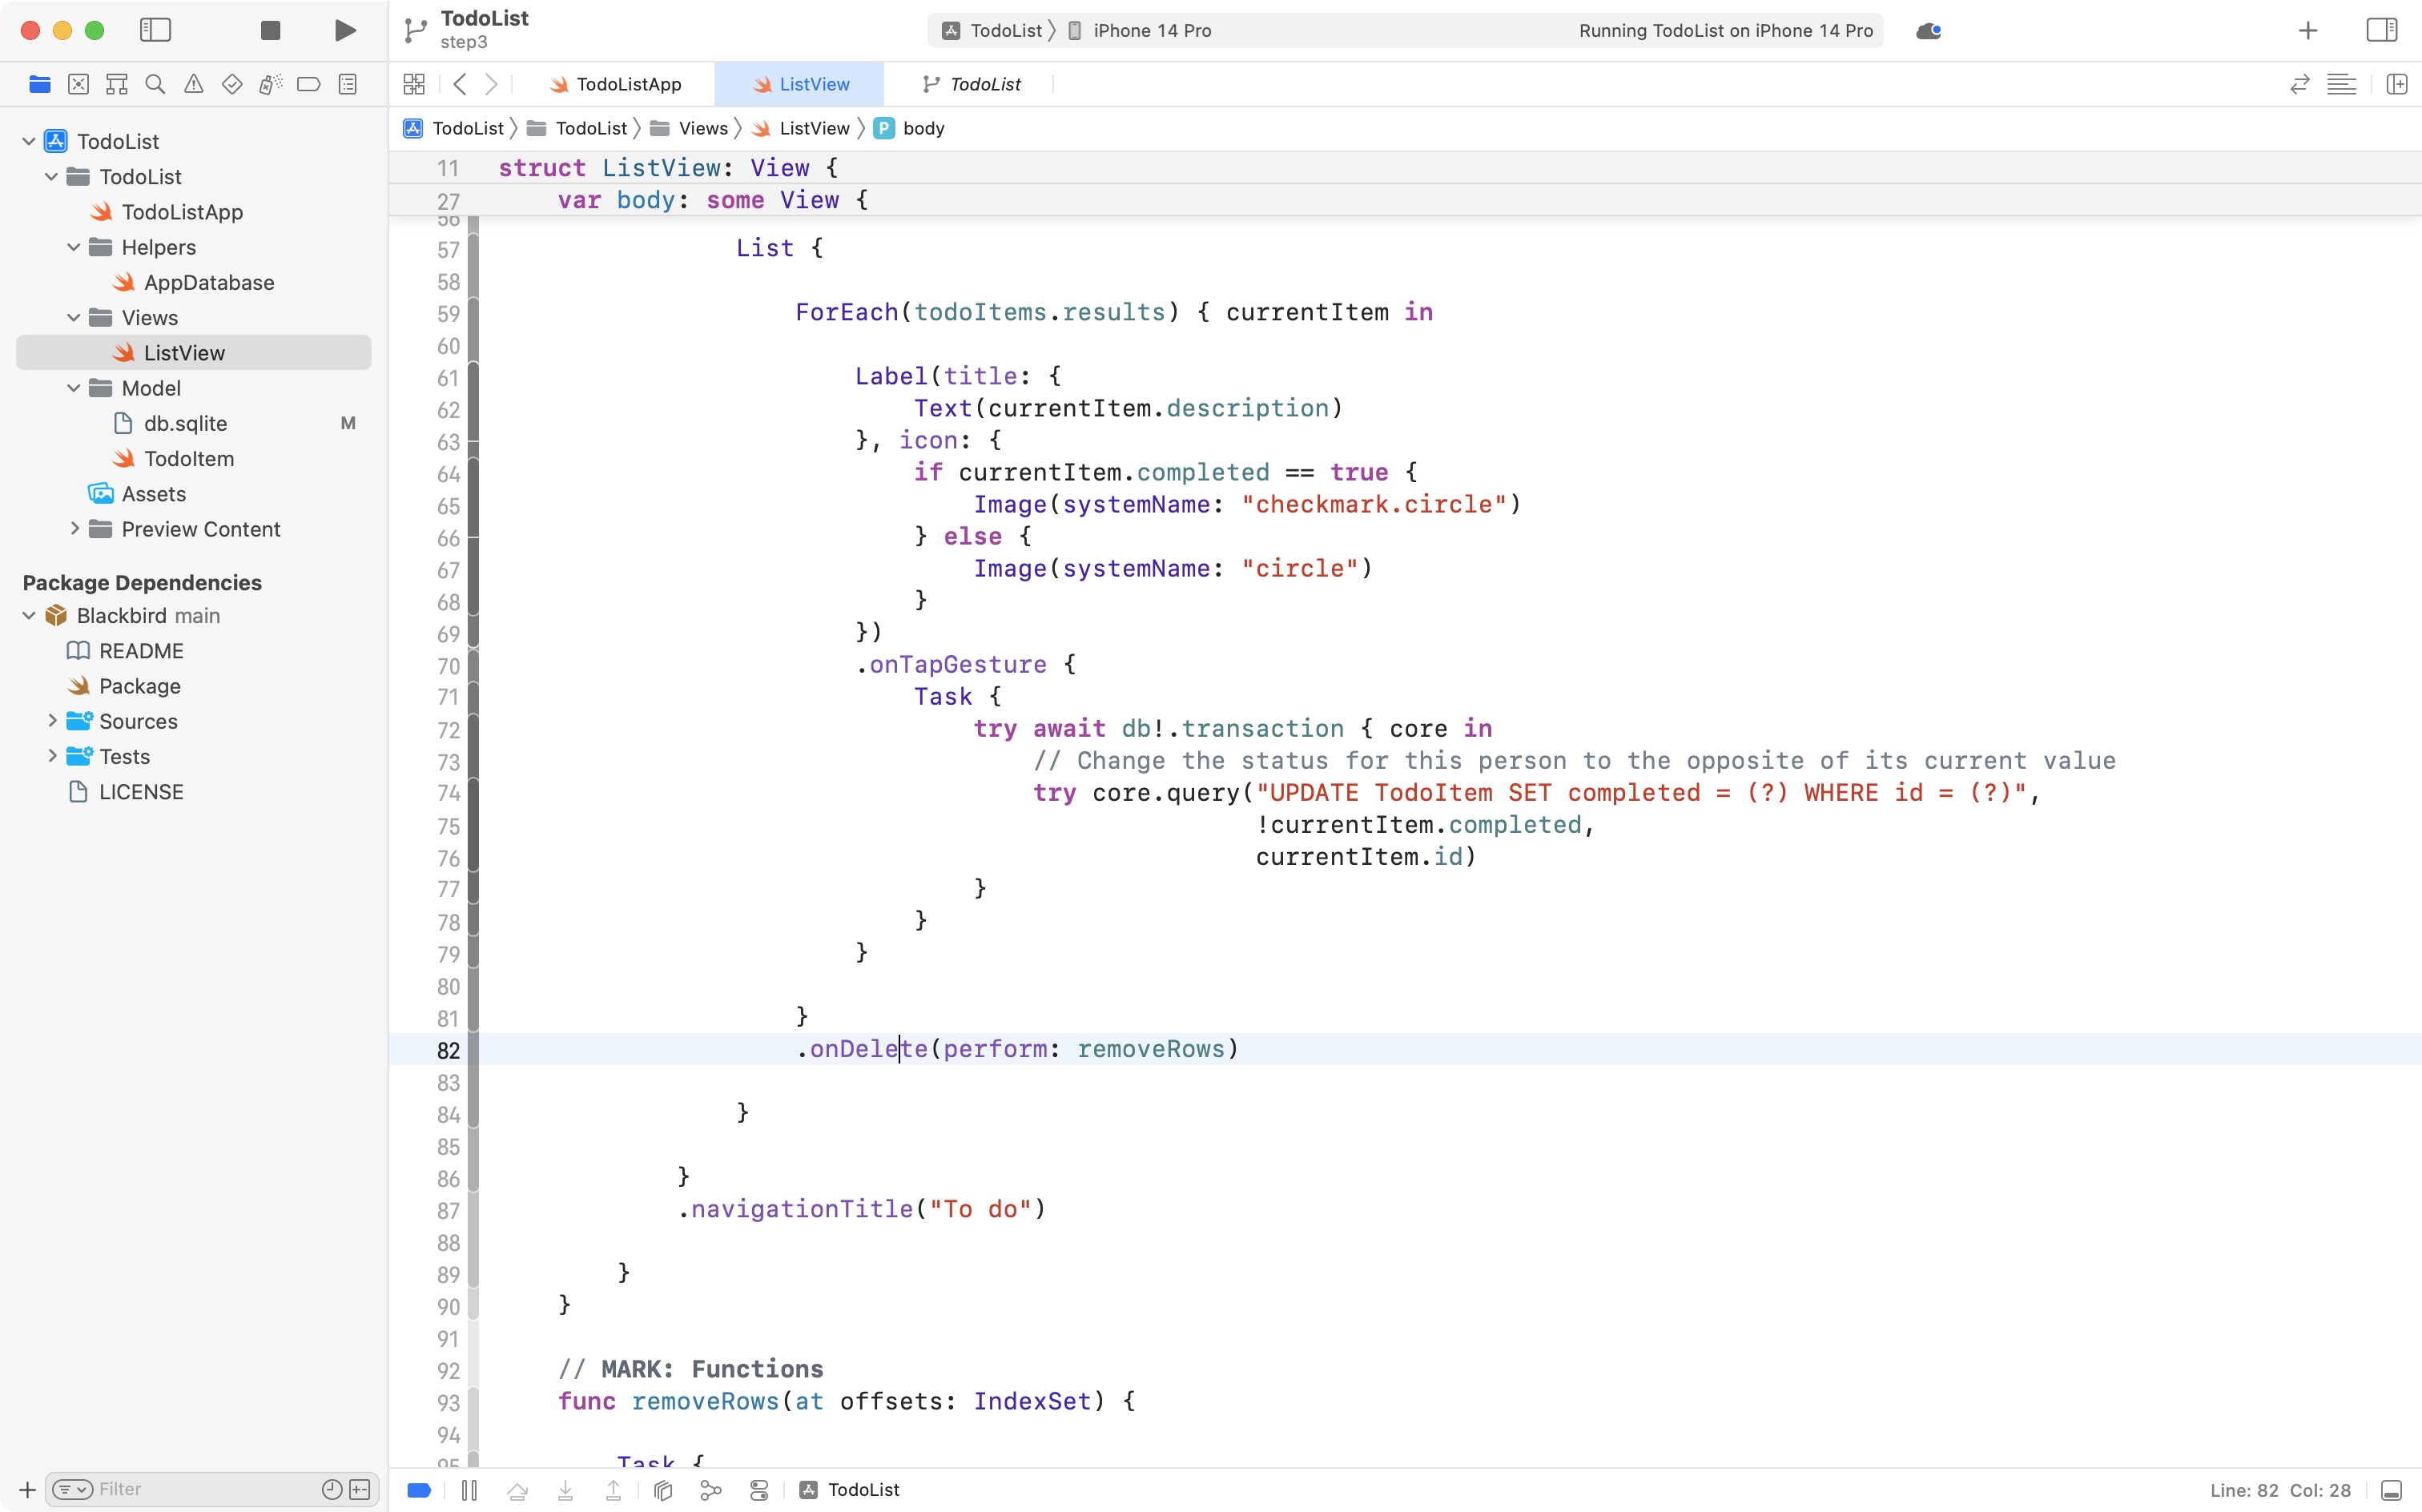 TodoList
step3
TodoList
iPhone 14 Pro
Running TodoList on iPhone 14 Pro
TodoListApp
ListView
TodoList
TodoList
TodoList
Views
ListView
P
body
TodoList
TodoList
TodoListApp
Helpers
AppDatabase
Views
ListView
Model
db.sqlite
M
TodoItem
Assets
Preview Content
Package Dependencies
Blackbird main
README
Package
Sources
Tests
LICENSE
Filter
11 struct ListView: View {
27 var body: some View {
56
57 List {
58
59 ForEach(todoItems.results) { currentItem in
60
61 Label(title: {
62 Text(currentItem.description)
63 }, icon: {
64 if currentItem.completed == true {
65 Image(systemName: "checkmark.circle")
66 } else {
67 Image(systemName: "circle")
68 }
69 })
70 .onTapGesture {
71 Task {
72 try await db!.transaction { core in
73 // Change the status for this person to the opposite of its current value
74 try core.query("UPDATE TodoItem SET completed = (?) WHERE id = (?)",
75 !currentItem.completed,
76 currentItem.id)
77 }
78 }
79 }
80
81 }
82 .onDelete(perform: removeRows)
83
84 }
85
86 }
87 .navigationTitle("To do")
88
89 }
90 }
91
92 // MARK: Functions
93 func removeRows(at offsets: IndexSet) {
94
95 Task {
TodoList
Line: 82 Col: 28